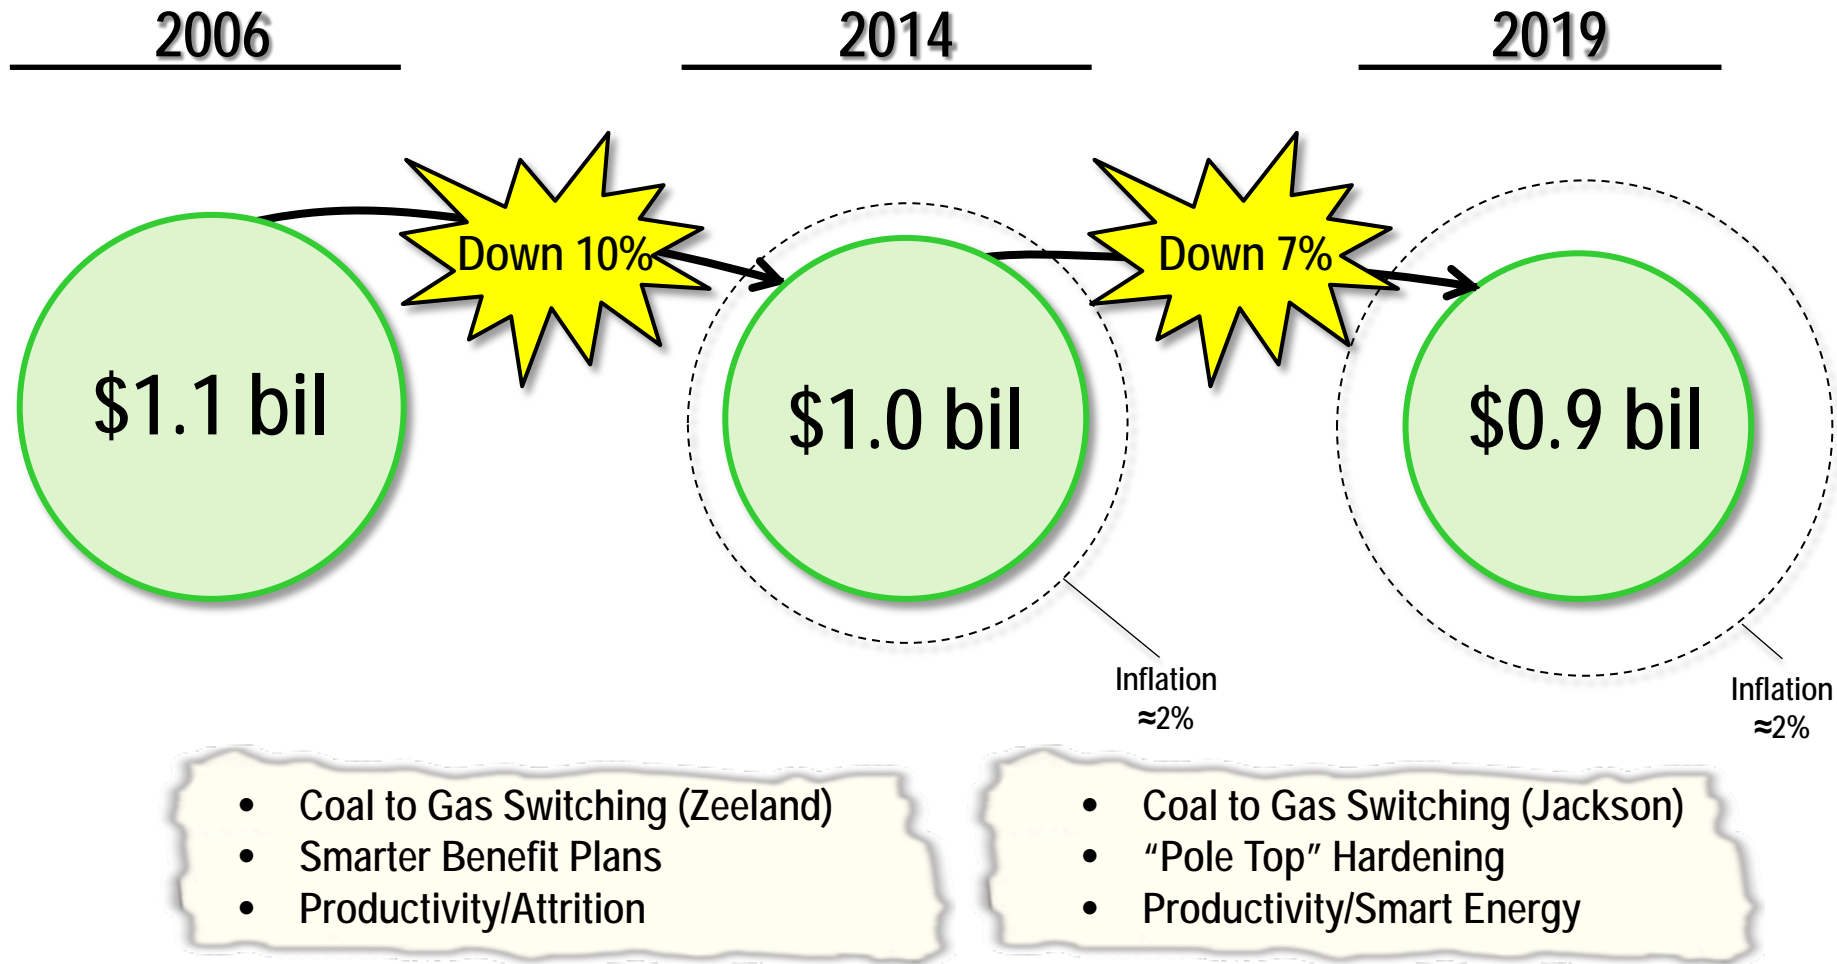 2006
2014
2019
Down 10%
Down 7%
$1.1 bil
$1.0 bil
$0.9 bil
Inflation
≈2%
Inflation
≈2%
• Coal to Gas Switching (Zeeland)
• Smarter Benefit Plans
• Productivity/Attrition
• Coal to Gas Switching (Jackson)
• “Pole Top” Hardening
• Productivity/Smart Energy